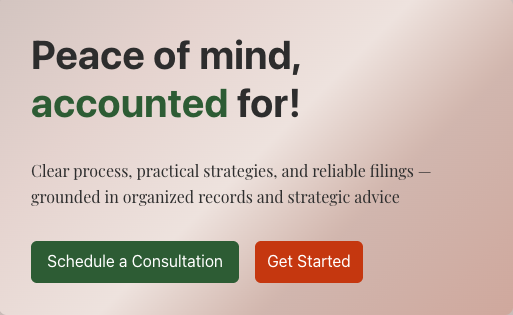 Peace of mind,
accounted for!
Clear process, practical strategies, and reliable filings —
grounded in organized records and strategic advice
Schedule a Consultation
Get Started